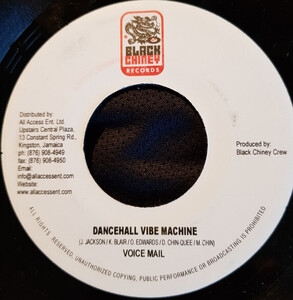 BLACK
CHINEY
RECORDS
Distributed by:
All Access Ent. Ltd.
Upstairs Central Plaza,
13 Constant Spring Rd.,
Kingston, Jamaica
ph: (876) 908-4949
fax: (876) 908-4950
Email:
info@allaccessent.com
Website:
www.allaccessent.com
Produced by:
Black Chiney Crew
DANCEHALL VIBE MACHINE
(J. JACKSON/K. BLAIR/O. EDWARDS/D. CHIN-QUEE/M. CHIN)
VOICE MAIL
ALL RIGHTS RESERVED. UNAUTHORIZED COPYING, PUBLIC PERFORMANCE OR BROADCASTING IS PROHIBITED